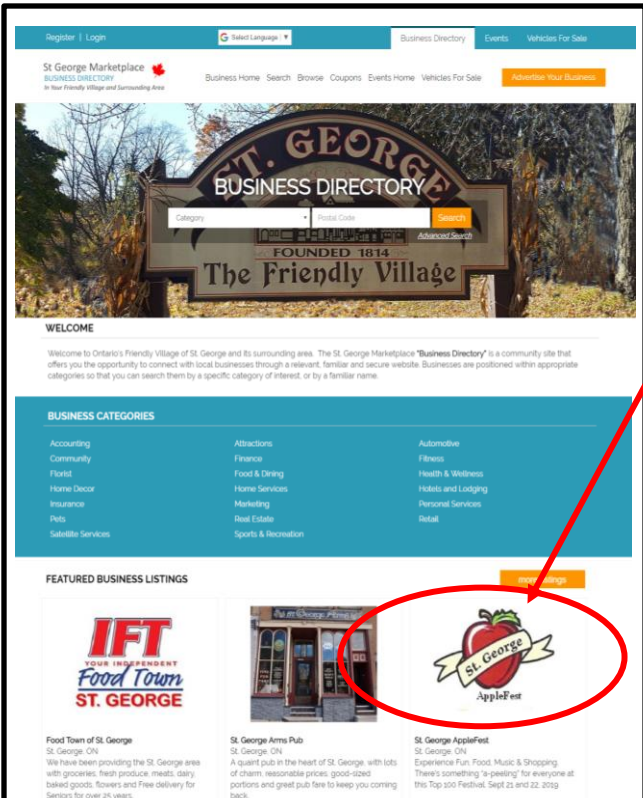 Register | Login
Select Language ▼
Business Directory Events Vehicles For Sale
St George Marketplace
BUSINESS DIRECTORY
In Your Friendly Village and Surrounding Area
Business Home Search Browse Coupons Events Home Vehicles For Sale
Advertise Your Business
ST. GEORGE
BUSINESS DIRECTORY
Category
Postal Code
Search
Advanced Search
FOUNDED 1814
The Friendly Village
WELCOME
Welcome to Ontario's Friendly Village of St. George and its surrounding area. The St. George Marketplace "Business Directory" is a community site that
offers you the opportunity to connect with local businesses through a relevant, familiar and secure website. Businesses are positioned within appropriate
categories so that you can search them by a specific category of interest, or by a familiar name.
BUSINESS CATEGORIES
Accounting Attractions Automotive
Community Finance Fitness
Florist Food & Dining Health & Wellness
Home Decor Home Services Hotels and Lodging
Insurance Marketing Personal Services
Pets Real Estate Retail
Satellite Services Sports & Recreation
FEATURED BUSINESS LISTINGS
more listings
IFT
YOUR INDEPENDENT
Food Town
ST. GEORGE
St. George Arms
St. George
AppleFest
Food Town of St. George
St. George, ON
We have been providing the St. George area
with groceries, fresh produce, meats, dairy,
baked goods, flowers and Free delivery for
Seniors for over 25 years.
St. George Arms Pub
St. George, ON
A quaint pub in the heart of St. George, with lots
of charm, reasonable prices, good-sized
portions and great pub fare to keep you coming
back.
St. George AppleFest
St. George, ON
Experience Fun, Food, Music & Shopping.
There's something "a-peeling" for everyone at
this Top 100 Festival. Sept 21 and 22, 2019